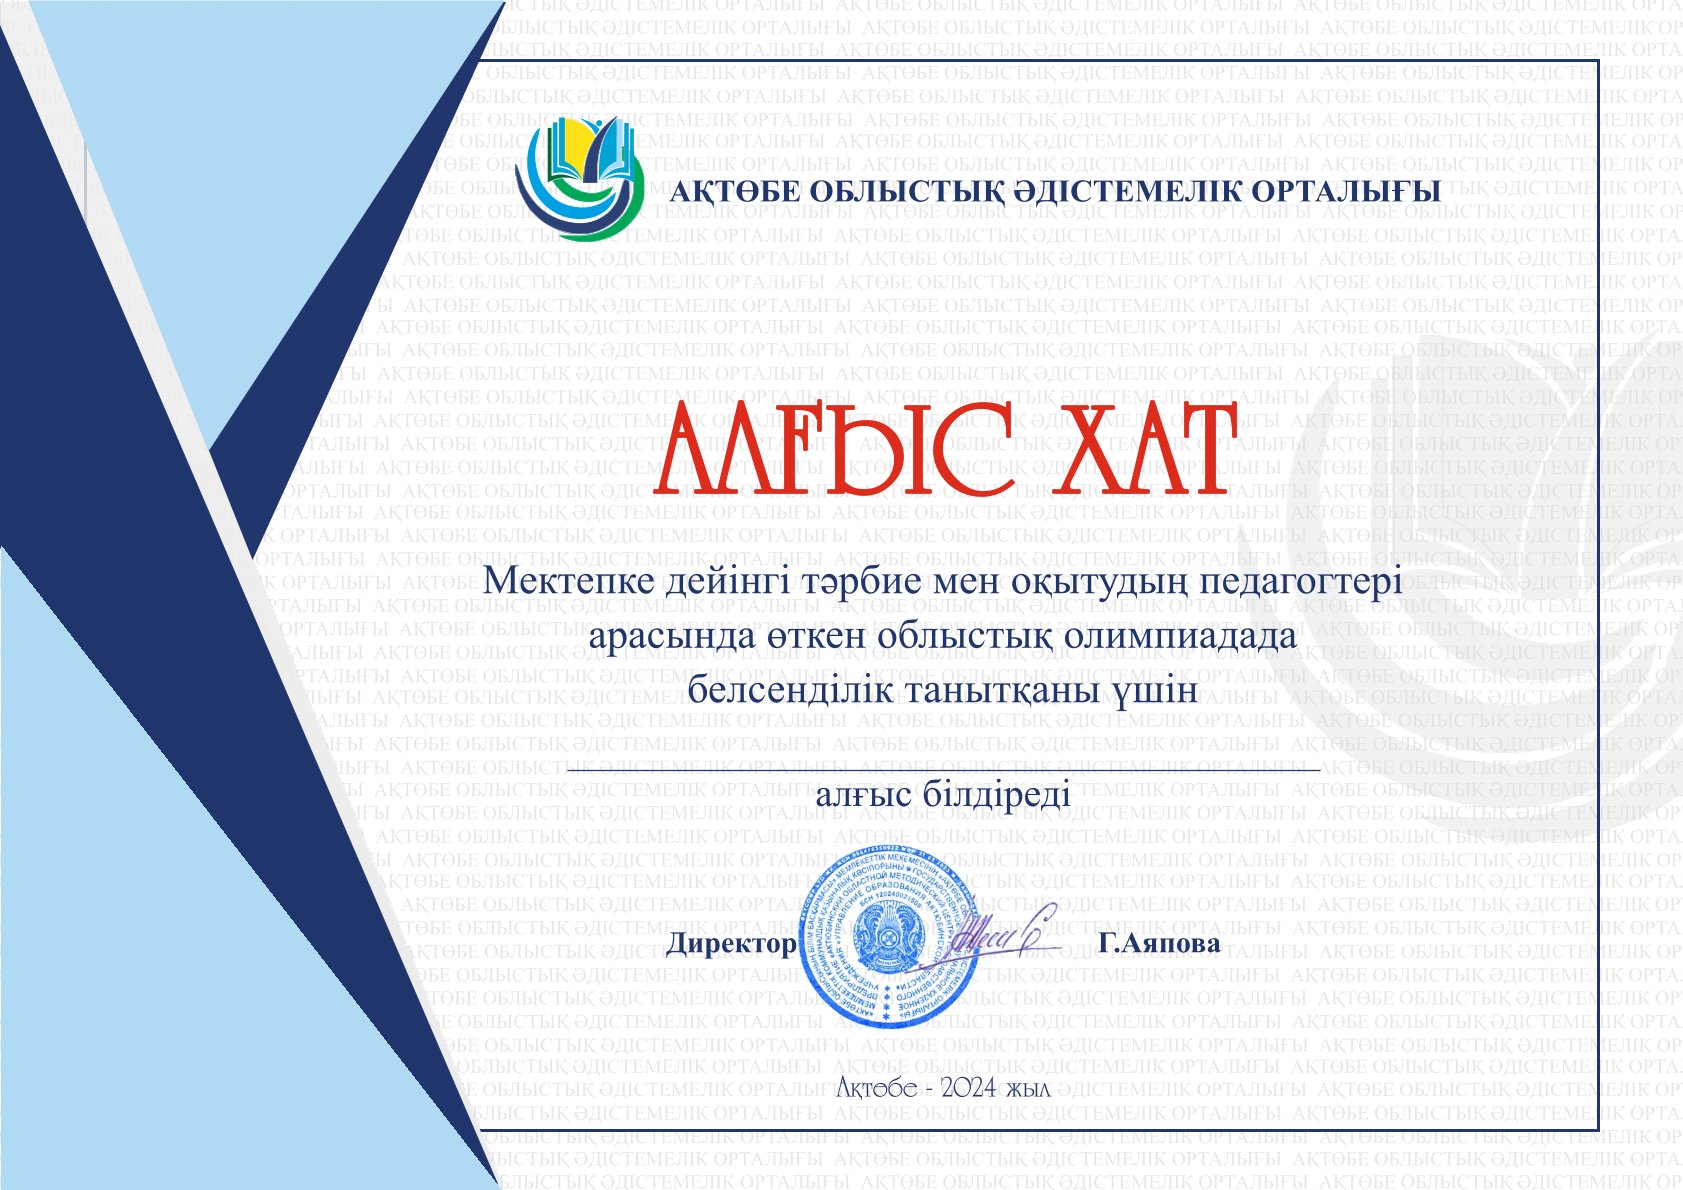 АҚТӨБЕ ОБЛЫСТЫҚ ӘДІСТЕМЕЛІК ОРТАЛЫҒЫ
АЛҒЫС ХАТ
Мектепке дейінгі тәрбие мен оқытудың педагогтері
арасында өткен облыстық олимпиадада
белсенділік танытқаны үшін
алғыс білдіреді
Директор Г.Аяпова
Ақтөбе - 2024 жыл